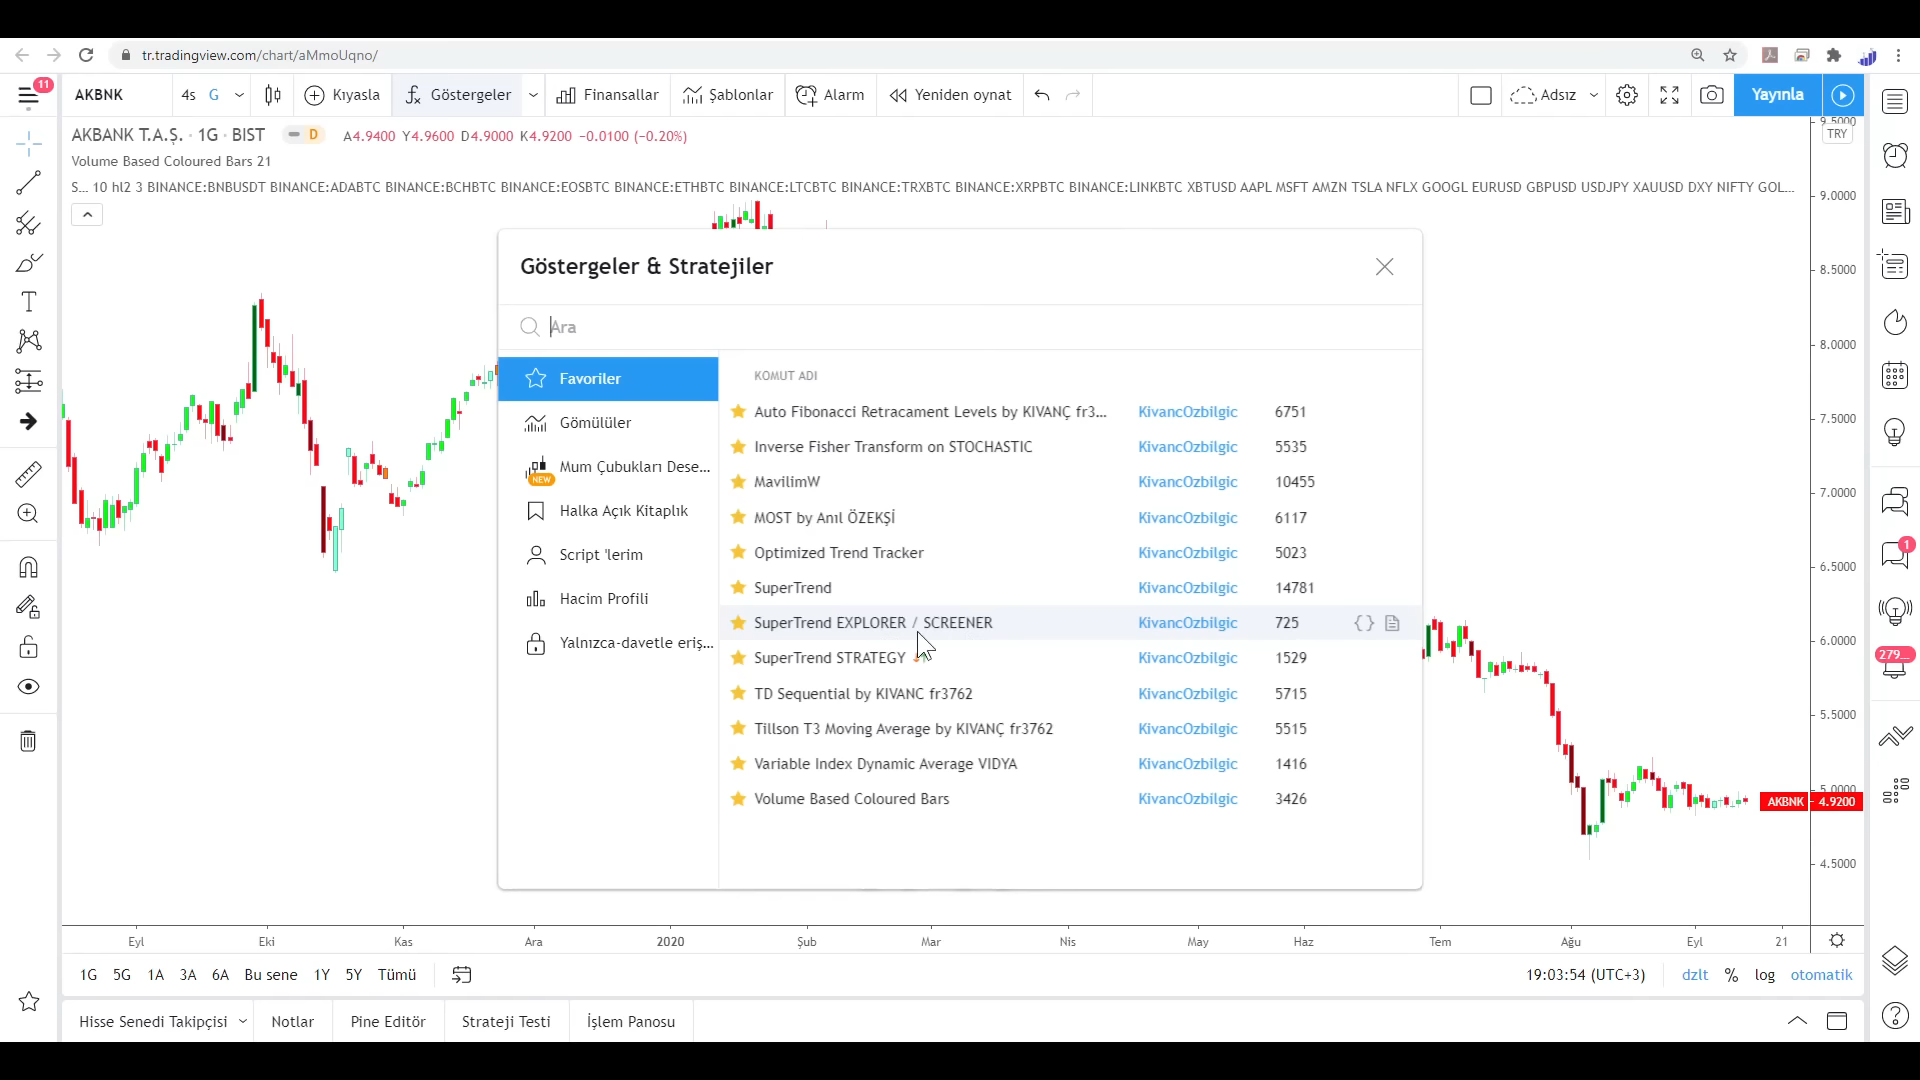 tr.tradingview.com/chart/aMmoUqno/
11
AKBNK
4s G
Kıyasla
Göstergeler
Finansallar
Şablonlar
Alarm
Yeniden oynat
Adsız
Yayınla
AKBANK T.A.Ş. · 1G · BIST
D
A4.9400 Y4.9600 D4.9000 K4.9200 −0.0100 (−0.20%)
Volume Based Coloured Bars 21
S... 10 hl2 3 BINANCE:BNBUSDT BINANCE:ADABTC BINANCE:BCHBTC BINANCE:EOSBTC BINANCE:ETHBTC BINANCE:LTCBTC BINANCE:TRXBTC BINANCE:XRPBTC BINANCE:LINKBTC XBTUSD AAPL MSFT AMZN TSLA NFLX GOOGL EURUSD GBPUSD USDJPY XAUUSD DXY NIFTY GOL...
9.5000
TRY
9.0000
8.5000
8.0000
7.5000
7.0000
6.5000
6.0000
5.5000
5.0000
AKBNK 4.9200
4.5000
Göstergeler & Stratejiler
Ara
Favoriler
Gömülüler
Mum Çubukları Dese...
NEW
Halka Açık Kitaplık
Script 'lerim
Hacim Profili
Yalnızca-davetle eriş...
KOMUT ADI
Auto Fibonacci Retracament Levels by KIVANÇ fr3... KivancOzbilgic 6751
Inverse Fisher Transform on STOCHASTIC KivancOzbilgic 5535
MavilimW KivancOzbilgic 10455
MOST by Anıl ÖZEKŞİ KivancOzbilgic 6117
Optimized Trend Tracker KivancOzbilgic 5023
SuperTrend KivancOzbilgic 14781
SuperTrend EXPLORER / SCREENER KivancOzbilgic 725
SuperTrend STRATEGY KivancOzbilgic 1529
TD Sequential by KIVANC fr3762 KivancOzbilgic 5715
Tillson T3 Moving Average by KIVANÇ fr3762 KivancOzbilgic 5515
Variable Index Dynamic Average VIDYA KivancOzbilgic 1416
Volume Based Coloured Bars KivancOzbilgic 3426
1
279...
Eyl Eki Kas Ara 2020 Şub Mar Nis May Haz Tem Ağu Eyl 21
1G 5G 1A 3A 6A Bu sene 1Y 5Y Tümü
19:03:54 (UTC+3) dzlt % log otomatik
Hisse Senedi Takipçisi Notlar Pine Editör Strateji Testi İşlem Panosu